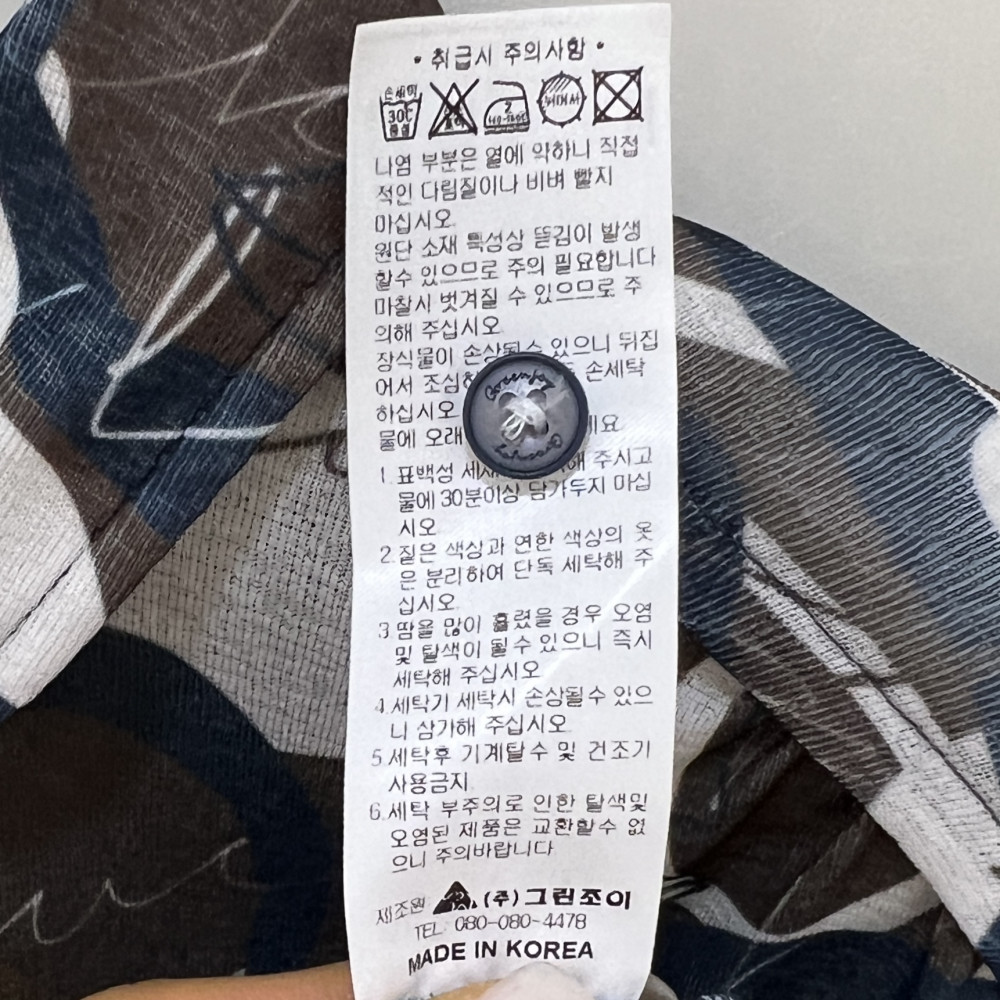 • 취급시 주의사항 •
손세탁
30℃
중성
2
뉘어서
나염 부분은 열에 약하니 직접
적인 다림질이나 비벼 빨지
마십시오.
원단 소재 특성상 뜯김이 발생
할수 있으므로 주의 필요합니다
마찰시 벗겨질 수 있으므로 주
의해 주십시오
장식물이 손상될수 있으니 뒤집
어서 손세탁
하십시오
물에
1. 표백성 주시고
물에 30분이상 담가두지 마십
시오.
2. 짙은 색상과 연한 색상의 옷
은 분리하여 단독 세탁해 주
십시오.
3. 땀을 많이 흘렸을 경우 오염
및 탈색이 될수 있으니 즉시
세탁해 주십시오
4. 세탁기 세탁시 손상될수 있으
니 삼가해 주십시오
5. 세탁후 기계탈수 및 건조기
사용금지.
6. 세탁 부주의로 인한 탈색및
오염된 제품은 교환할수 없
으니 주의바랍니다
제조원 (주)그린조이
TEL: 080-080-4478
MADE IN KOREA